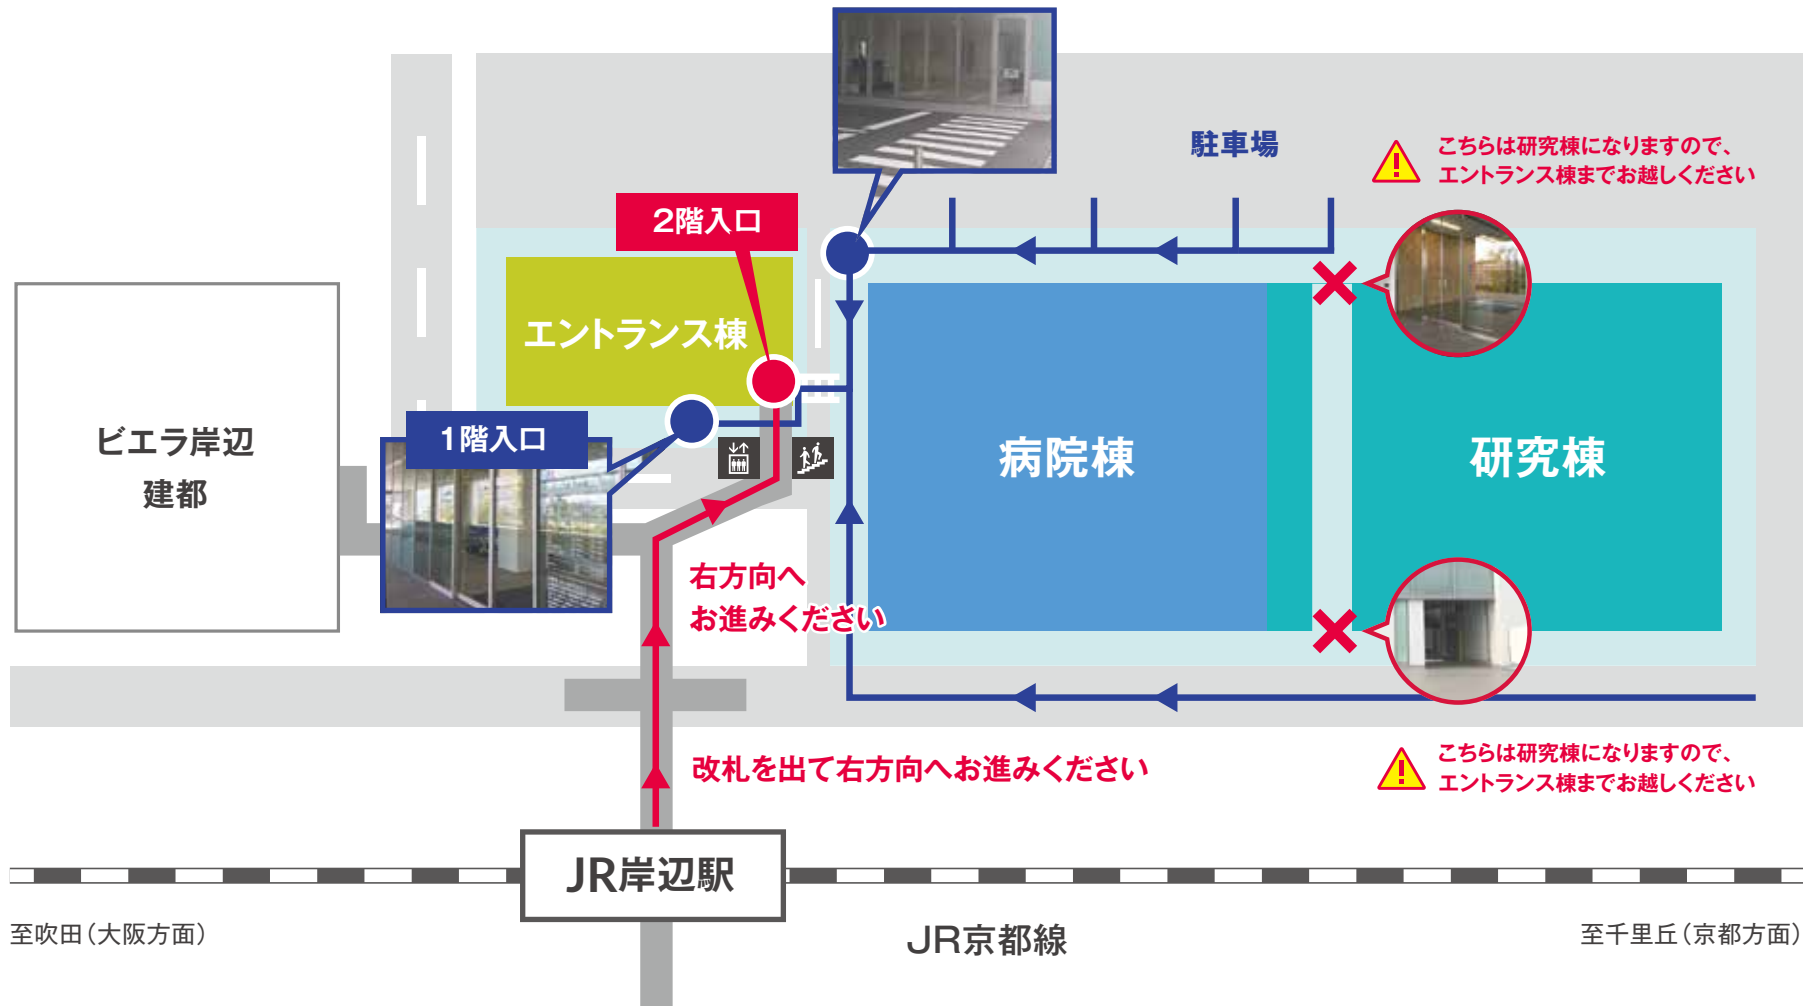 駐車場
こちらは研究棟になりますので、
エントランス棟までお越しください
2階入口
エントランス棟
1階入口
ビエラ岸辺
建都
病院棟
研究棟
右方向へ
お進みください
改札を出て右方向へお進みください
こちらは研究棟になりますので、
エントランス棟までお越しください
JR岸辺駅
至吹田(大阪方面)
JR京都線
至千里丘(京都方面)